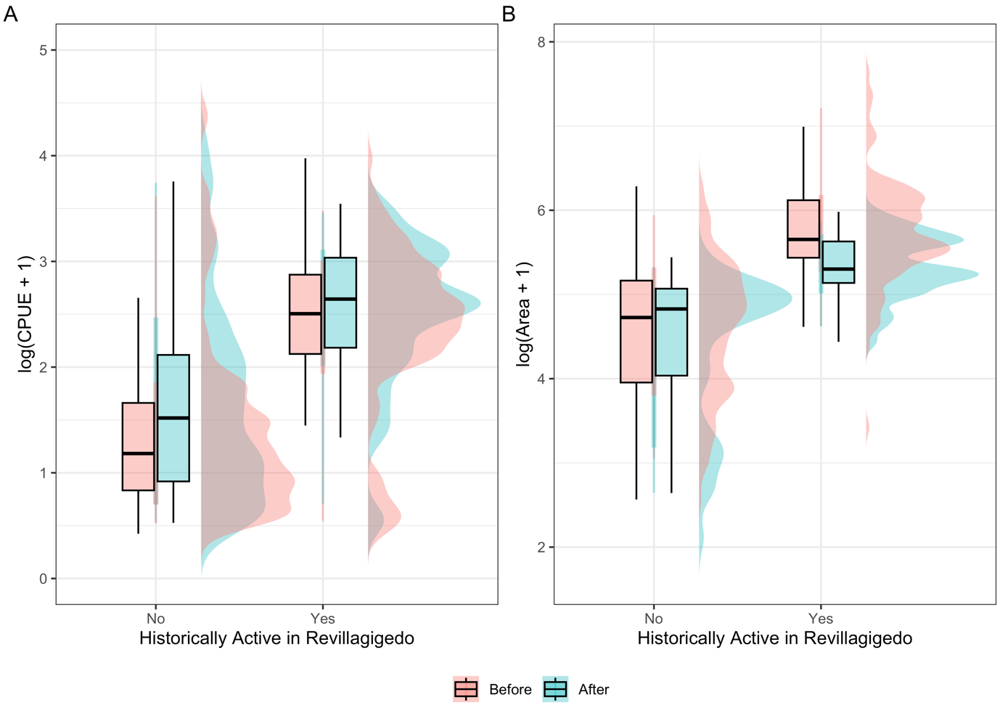 A
B
5
4
3
2
1
0
log(CPUE + 1)
No
Yes
Historically Active in Revillagigedo
8
6
4
2
log(Area + 1)
No
Yes
Historically Active in Revillagigedo
Before
After